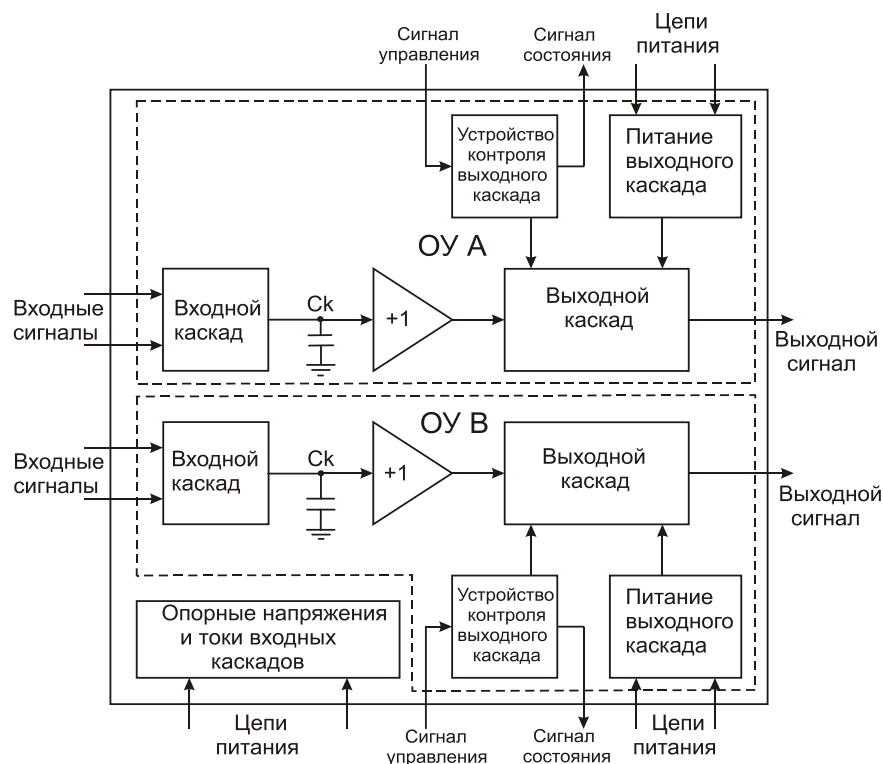 Сигнал
управления
Сигнал
состояния
Цепи
питания
Устройство
контроля
выходного
каскада
Питание
выходного
каскада
ОУ А
Входные
сигналы
Входной
каскад
Ck
+1
Выходной
каскад
Выходной
сигнал
ОУ В
Входные
сигналы
Входной
каскад
Ck
+1
Выходной
каскад
Выходной
сигнал
Опорные напряжения
и токи входных
каскадов
Устройство
контроля
выходного
каскада
Питание
выходного
каскада
Цепи
питания
Сигнал
управления
Сигнал
состояния
Цепи
питания